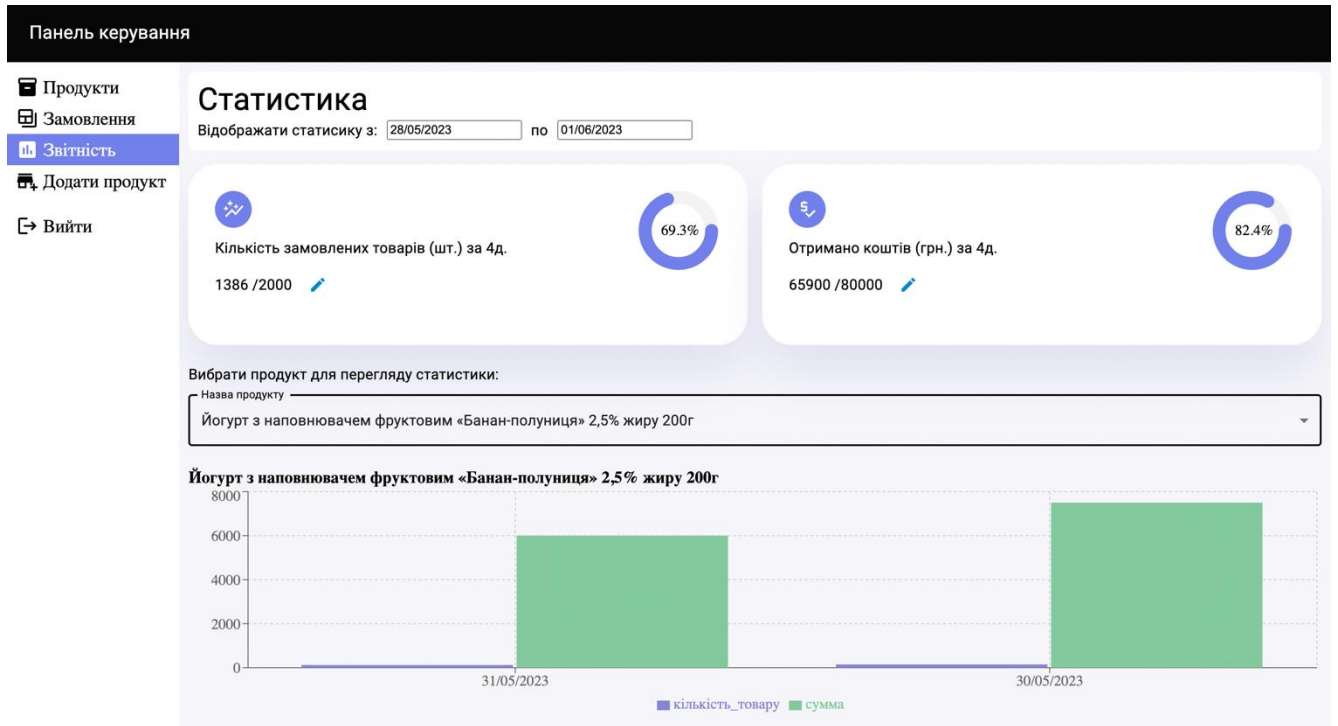 Панель керування
Продукти
Замовлення
Звітність
Додати продукт
Вийти
Статистика
Відображати статисику з: 28/05/2023 по 01/06/2023
Кількість замовлених товарів (шт.) за 4д.
69.3%
1386 /2000
Отримано коштів (грн.) за 4д.
82.4%
65900 /80000
Вибрати продукт для перегляду статистики:
Назва продукту
Йогурт з наповнювачем фруктовим «Банан-полуниця» 2,5% жиру 200г
Йогурт з наповнювачем фруктовим «Банан-полуниця» 2,5% жиру 200г
8000
6000
4000
2000
0
31/05/2023 30/05/2023
кількість_товару сумма